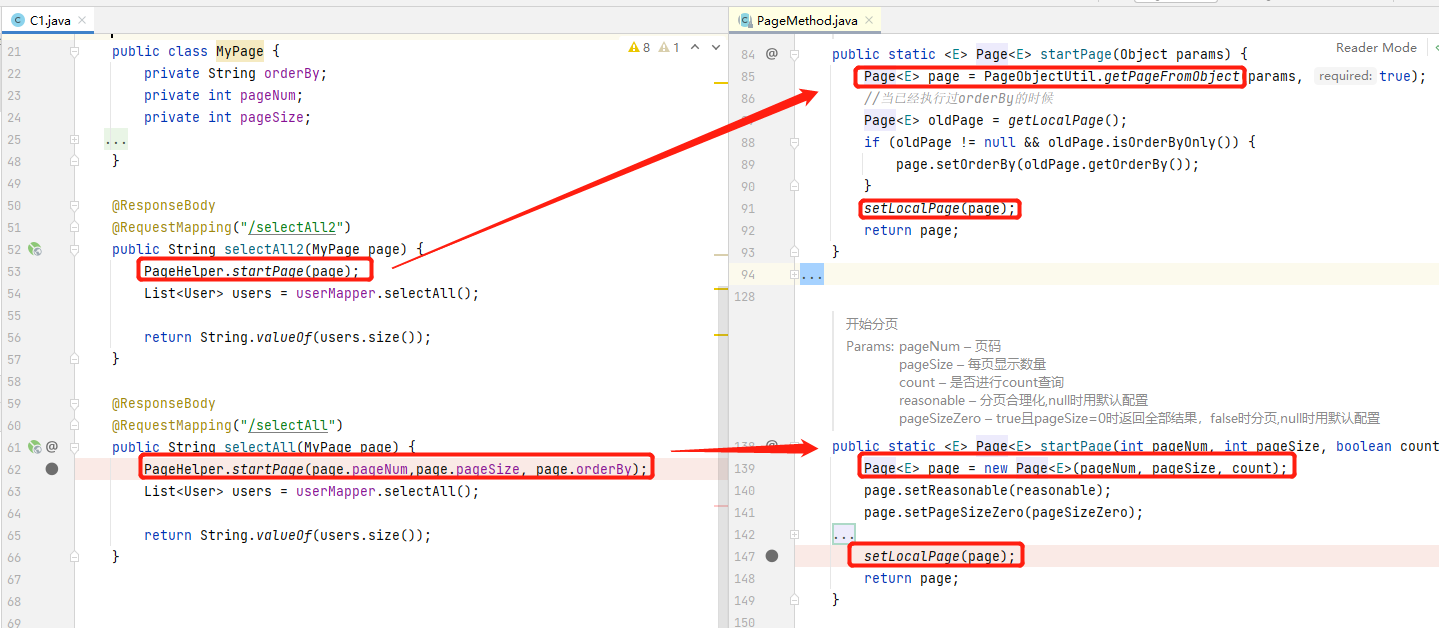 C1.java
8 1
21 public class MyPage {
22 private String orderBy;
23 private int pageNum;
24 private int pageSize;
25 ...
48 }
49
50 @ResponseBody
51 @RequestMapping("/selectAll2")
52 public String selectAll2(MyPage page) {
53 PageHelper.startPage(page);
54 List<User> users = userMapper.selectAll();
55
56 return String.valueOf(users.size());
57 }
58
59 @ResponseBody
60 @RequestMapping("/selectAll")
61 @ public String selectAll(MyPage page) {
62 PageHelper.startPage(page.pageNum,page.pageSize, page.orderBy);
63 List<User> users = userMapper.selectAll();
64
65 return String.valueOf(users.size());
66 }
67
68
69
PageMethod.java
Reader Mode
84 @ public static <E> Page<E> startPage(Object params) {
85 Page<E> page = PageObjectUtil.getPageFromObject(params, required: true);
86 //当已经执行过orderBy的时候
Page<E> oldPage = getLocalPage();
88 if (oldPage != null && oldPage.isOrderByOnly()) {
89 page.setOrderBy(oldPage.getOrderBy());
90 }
91 setLocalPage(page);
92 return page;
93 }
94 ...
128
开始分页
Params: pageNum – 页码
pageSize – 每页显示数量
count – 是否进行count查询
reasonable – 分页合理化,null时用默认配置
pageSizeZero – true且pageSize=0时返回全部结果，false时分页,null时用默认配置
138 @ public static <E> Page<E> startPage(int pageNum, int pageSize, boolean count
139 Page<E> page = new Page<E>(pageNum, pageSize, count);
140 page.setReasonable(reasonable);
141 page.setPageSizeZero(pageSizeZero);
142 ...
147 setLocalPage(page);
148 return page;
149 }
150